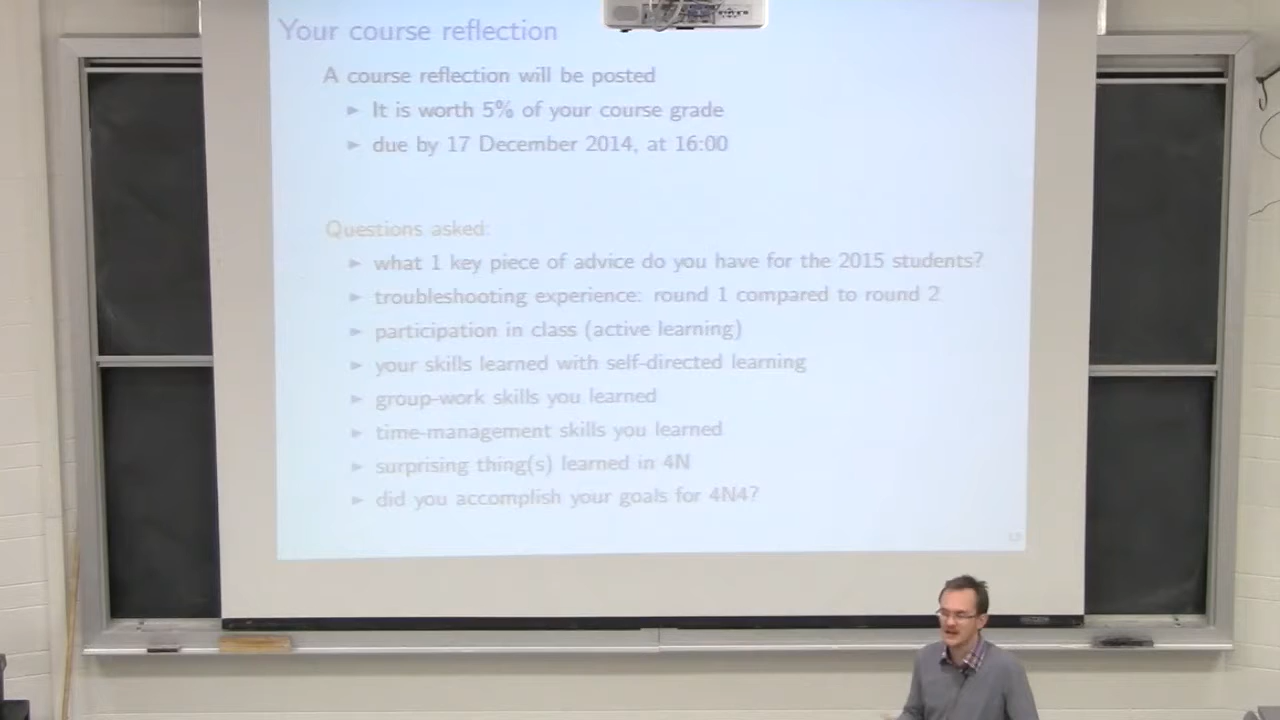 Your course reflection
A course reflection will be posted
► It is worth 5% of your course grade
► due by 17 December 2014, at 16:00
Questions asked:
► what 1 key piece of advice do you have for the 2015 students?
► troubleshooting experience: round 1 compared to round 2
► participation in class (active learning)
► your skills learned with self-directed learning
► group-work skills you learned
► time-management skills you learned
► surprising thing(s) learned in 4N
► did you accomplish your goals for 4N4?